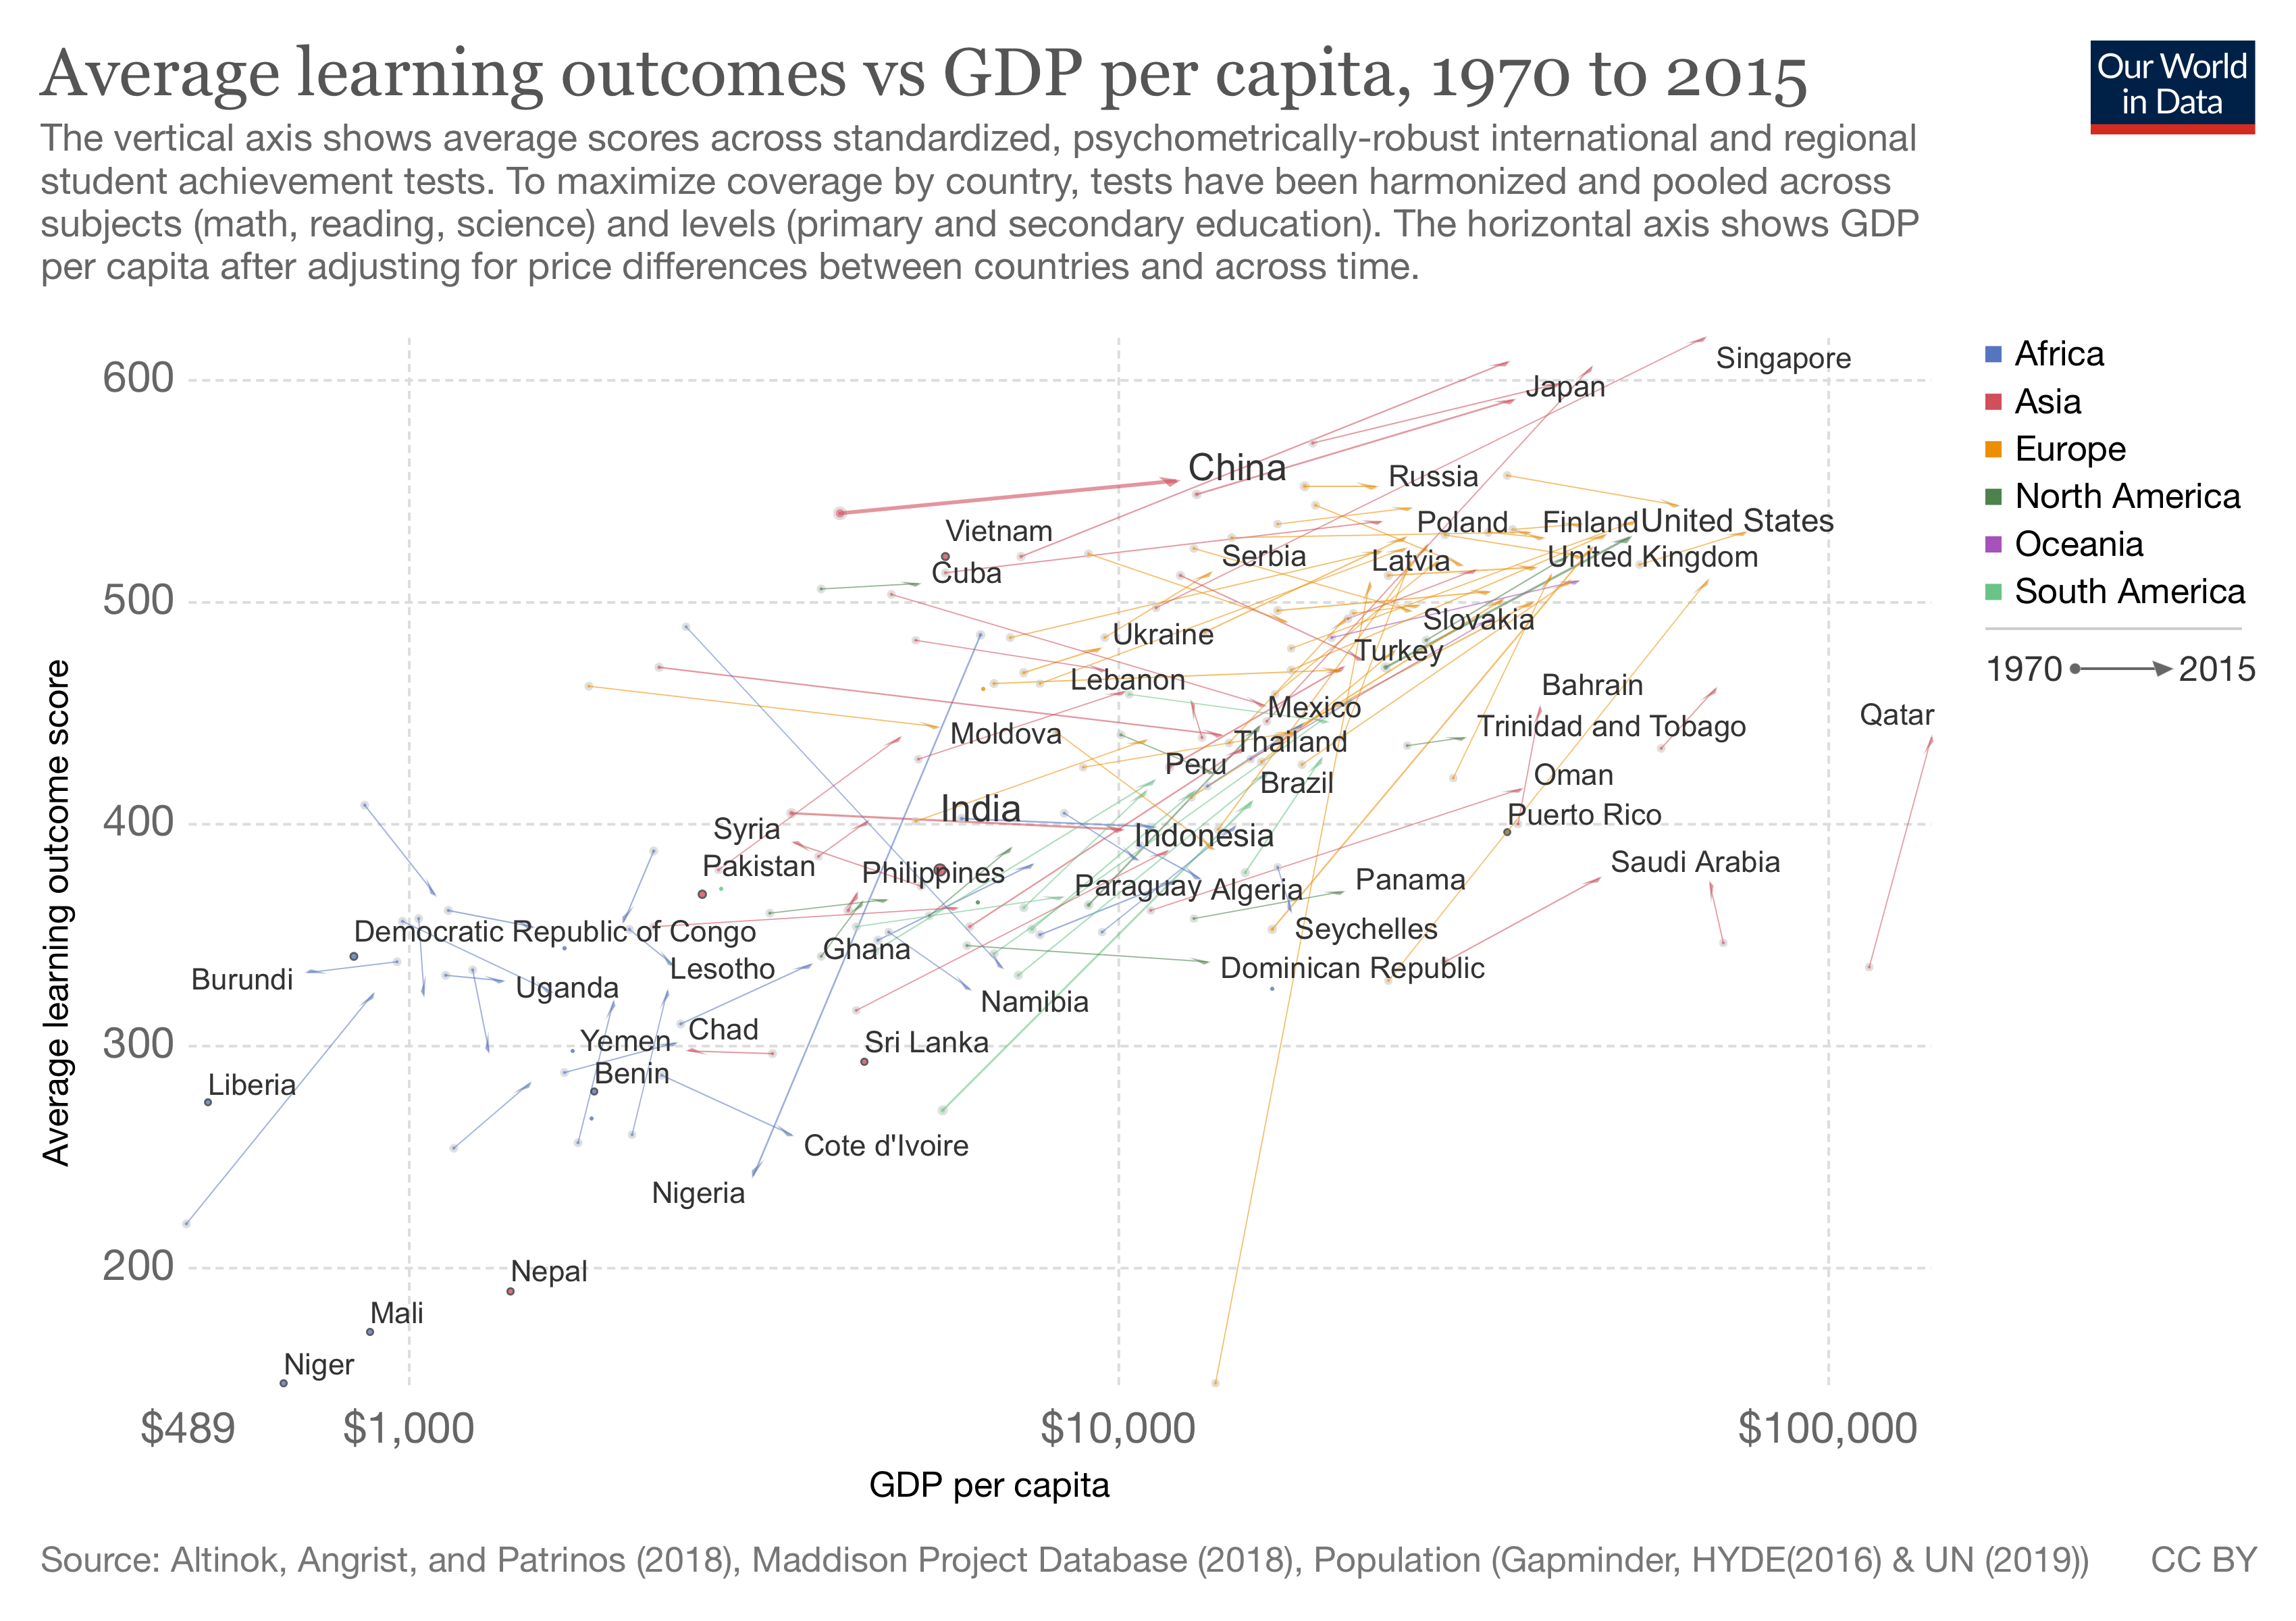 Average learning outcomes vs GDP per capita, 1970 to 2015
Our World
in Data
The vertical axis shows average scores across standardized, psychometrically-robust international and regional
student achievement tests. To maximize coverage by country, tests have been harmonized and pooled across
subjects (math, reading, science) and levels (primary and secondary education). The horizontal axis shows GDP
per capita after adjusting for price differences between countries and across time.
Average learning outcome score
600
500
400
300
200
Singapore
Japan
China
Russia
Vietnam
Poland
Finland
United States
Serbia
Latvia
United Kingdom
Cuba
Slovakia
Ukraine
Turkey
Lebanon
Bahrain
Mexico
Qatar
Trinidad and Tobago
Moldova
Thailand
Peru
Brazil
Oman
India
Puerto Rico
Syria
Indonesia
Pakistan
Philippines
Saudi Arabia
Paraguay
Algeria
Panama
Democratic Republic of Congo
Seychelles
Ghana
Lesotho
Dominican Republic
Burundi
Uganda
Namibia
Chad
Yemen
Sri Lanka
Benin
Liberia
Cote d'Ivoire
Nigeria
Nepal
Mali
Niger
$489
$1,000
$10,000
$100,000
GDP per capita
Africa
Asia
Europe
North America
Oceania
South America
1970 2015
Source: Altinok, Angrist, and Patrinos (2018), Maddison Project Database (2018), Population (Gapminder, HYDE(2016) & UN (2019))
CC BY